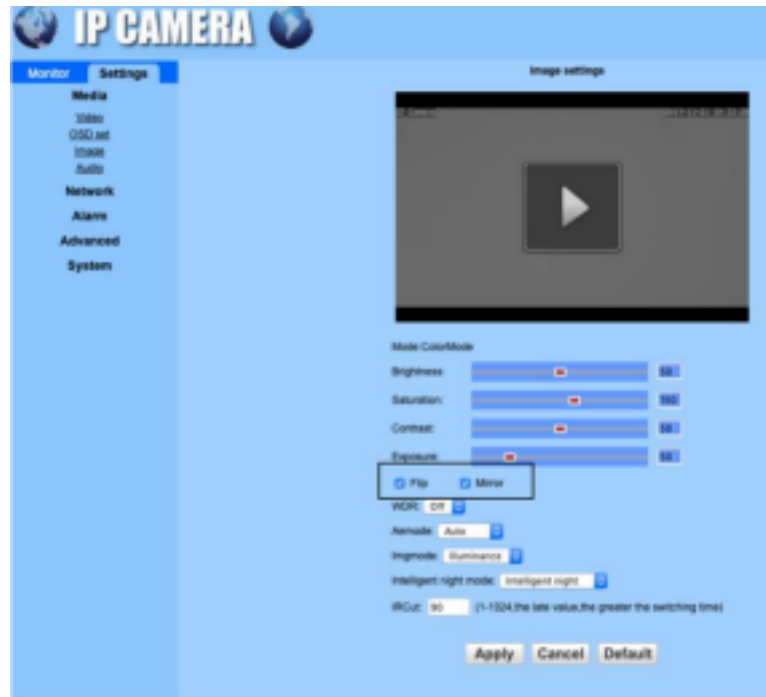 IP CAMERA
Monitor Settings
Image settings
Media
Video
OSD set
Image
Audio
Network
Alarm
Advanced
System
Mode:ColorMode
Brightness: 50
Saturation: 150
Contrast: 50
Exposure: 50
Flip Mirror
WDR: Off
Aemode: Auto
Imgmode: Illuminance
Intelligent night mode: Intelligent night
IRCut: 90 (1-1024,the late value,the greater the switching time)
Apply Cancel Default